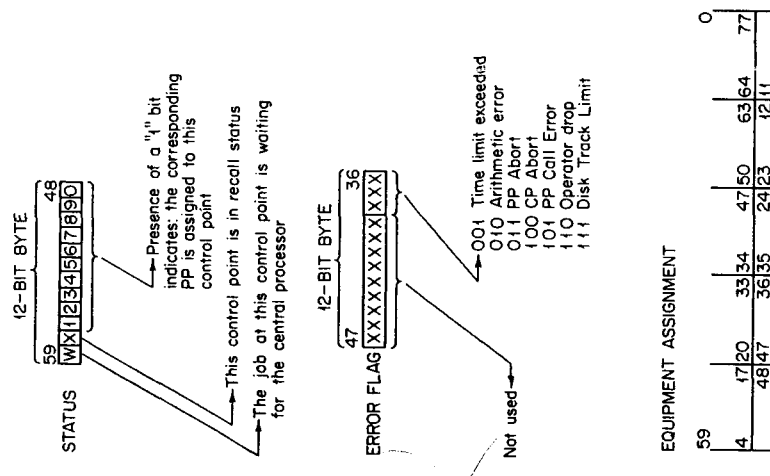 12-BIT BYTE
59 48
STATUS W X 1 2 3 4 5 6 7 8 9 0
Presence of a "1" bit
indicates: the corresponding
PP is assigned to this
control point
This control point is in recall status
The job at this control point is waiting
for the central processor
12-BIT BYTE
47 36
ERROR FLAG X X X X X X X X X X X X
Not used
001 Time limit exceeded
010 Arithmetic error
011 PP Abort
100 CP Abort
101 PP Call Error
110 Operator drop
111 Disk Track Limit
EQUIPMENT ASSIGNMENT
59 0
4 17 20 33 34 47 50 63 64 77
48 47 36 35 24 23 12 11